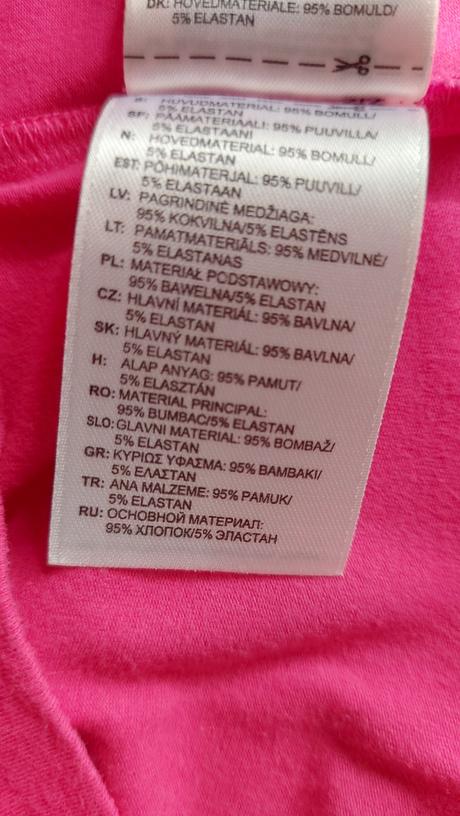 DK: HOVEDMATERIALE: 95% BOMULD/
5% ELASTAN
S: HUVUDMATERIAL: 95% BOMULL/
5% ELASTAN
SF: PÄÄMATERIAALI: 95% PUUVILLA/
5% ELASTAANI
N: HOVEDMATERIAL: 95% BOMULL/
5% ELASTAN
EST: PÕHIMATERJAL: 95% PUUVILL/
5% ELASTAAN
LV: PAGRINDINĖ MEDŽIAGA:
95% KOKVILNA/5% ELASTĒNS
LT: PAMATMATERIĀLS: 95% MEDVILNĖ/
5% ELASTANAS
PL: MATERIAŁ PODSTAWOWY:
95% BAWEŁNA/5% ELASTAN
CZ: HLAVNÍ MATERIÁL: 95% BAVLNA/
5% ELASTAN
SK: HLAVNÝ MATERIÁL: 95% BAVLNA/
5% ELASTAN
H: ALAP ANYAG: 95% PAMUT/
5% ELASZTÁN
RO: MATERIAL PRINCIPAL:
95% BUMBAC/5% ELASTAN
SLO: GLAVNI MATERIAL: 95% BOMBAŽ/
5% ELASTAN
GR: ΚΥΡΙΩΣ ΥΦΑΣΜΑ: 95% ΒΑΜΒΑΚΙ/
5% ΕΛΑΣΤΑΝ
TR: ANA MALZEME: 95% PAMUK/
5% ELASTAN
RU: ОСНОВНОЙ МАТЕРИАЛ:
95% ХЛОПОК/5% ЭЛАСТАН